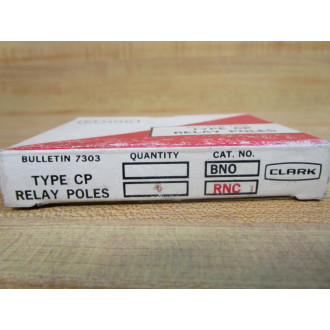 TYPE CP
RELAY POLES
BULLETIN 7303 QUANTITY CAT. NO.
TYPE CP BNO CLARK
RELAY POLES RNC